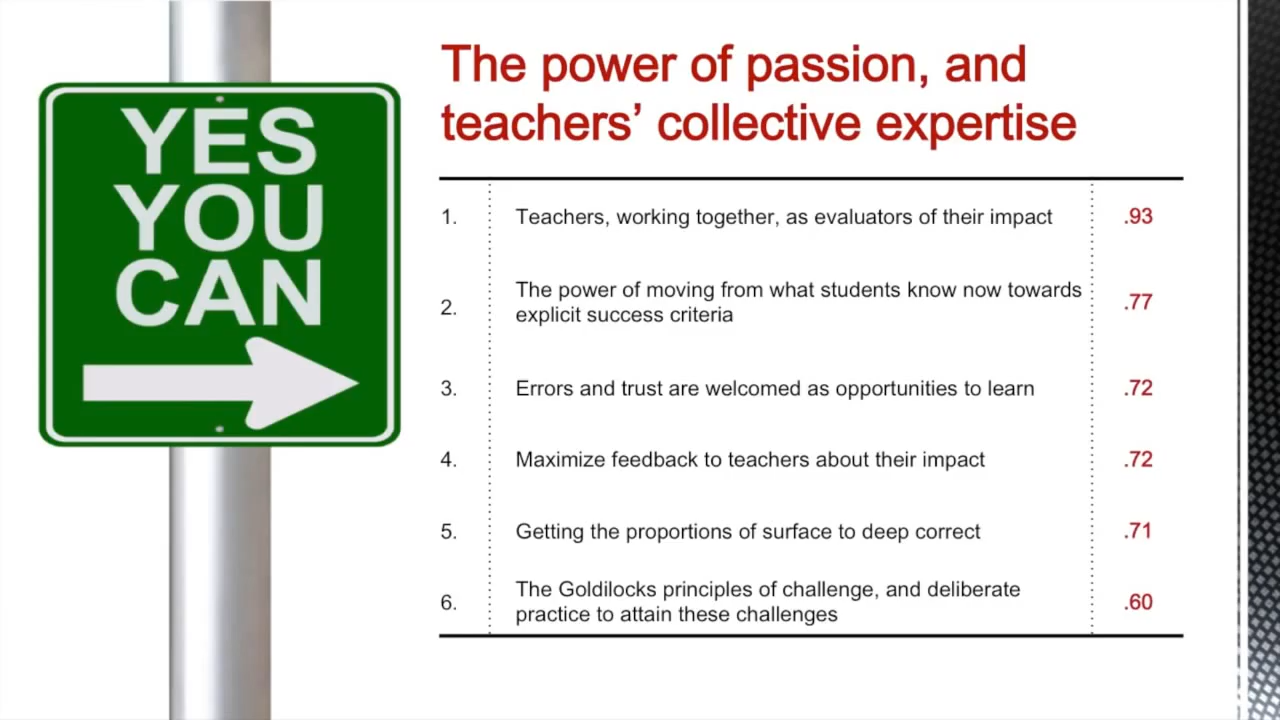 YES
YOU
CAN
The power of passion, and
teachers’ collective expertise
1. Teachers, working together, as evaluators of their impact .93
2. The power of moving from what students know now towards
explicit success criteria .77
3. Errors and trust are welcomed as opportunities to learn .72
4. Maximize feedback to teachers about their impact .72
5. Getting the proportions of surface to deep correct .71
6. The Goldilocks principles of challenge, and deliberate
practice to attain these challenges .60